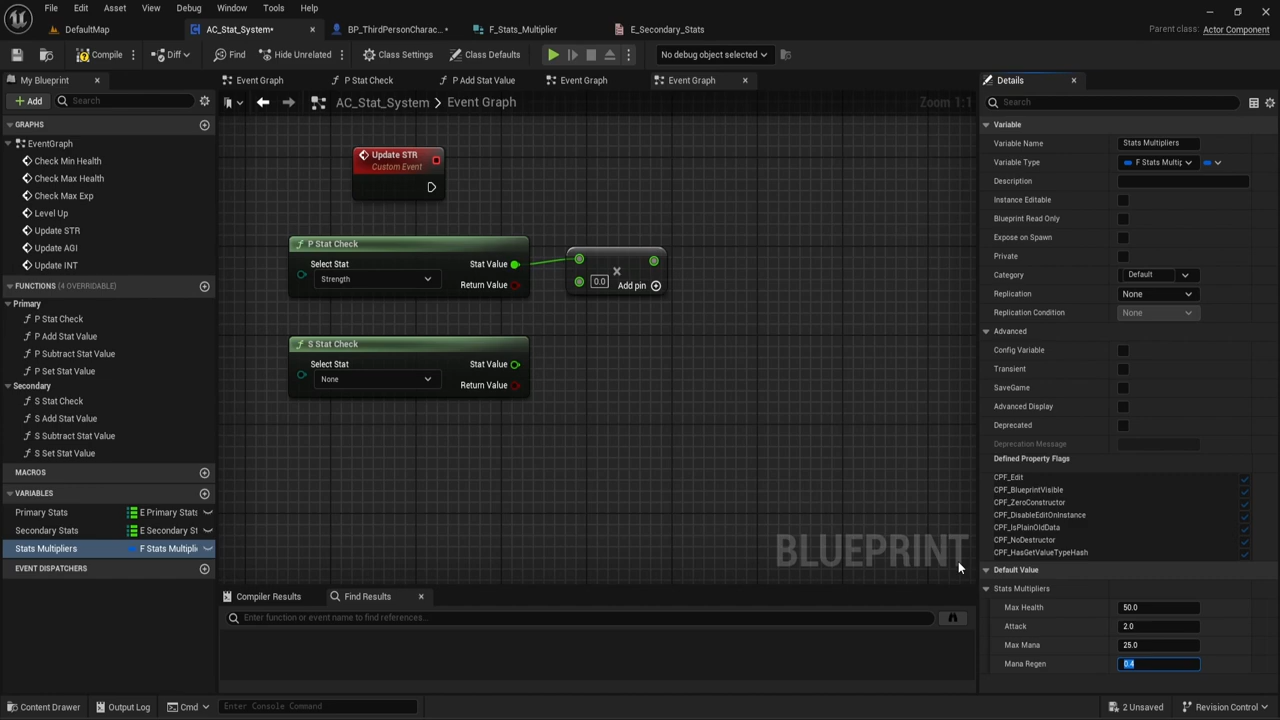 File Edit Asset View Debug Window Tools Help
DefaultMap AC_Stat_System• BP_ThirdPersonCharac... F_Stats_Multiplier E_Secondary_Stats Parent class: Actor Component
Compile Diff Find Hide Unrelated Class Settings Class Defaults No debug object selected
My Blueprint Event Graph P Stat Check P Add Stat Value Event Graph Event Graph Details
Add Search AC_Stat_System > Event Graph Zoom 1:1 Search
GRAPHS
Variable
EventGraph
Check Min Health
Check Max Health
Check Max Exp
Level Up
Update STR
Update AGI
Update INT
FUNCTIONS (4 OVERRIDABLE)
Primary
P Stat Check
P Add Stat Value
P Subtract Stat Value
P Set Stat Value
Secondary
S Stat Check
S Add Stat Value
S Subtract Stat Value
S Set Stat Value
MACROS
VARIABLES
Primary Stats E Primary Stats
Secondary Stats E Secondary St
Stats Multipliers F Stats Multipli
EVENT DISPATCHERS
Update STR
Custom Event
P Stat Check
Select Stat Stat Value
Strength
Return Value
0.0 Add pin
S Stat Check
Select Stat Stat Value
None
Return Value
BLUEPRINT
Compiler Results Find Results
Enter function or event name to find references...
Variable Name Stats Multipliers
Variable Type F Stats Multip
Description
Instance Editable
Blueprint Read Only
Expose on Spawn
Private
Category Default
Replication None
Replication Condition None
Advanced
Config Variable
Transient
SaveGame
Advanced Display
Deprecated
Deprecation Message
Defined Property Flags
CPF_Edit
CPF_BlueprintVisible
CPF_ZeroConstructor
CPF_DisableEditOnInstance
CPF_IsPlainOldData
CPF_NoDestructor
CPF_HasGetValueTypeHash
Default Value
Stats Multipliers
Max Health 50.0
Attack 2.0
Max Mana 25.0
Mana Regen 0.4
Content Drawer Output Log Cmd Enter Console Command 2 Unsaved Revision Control